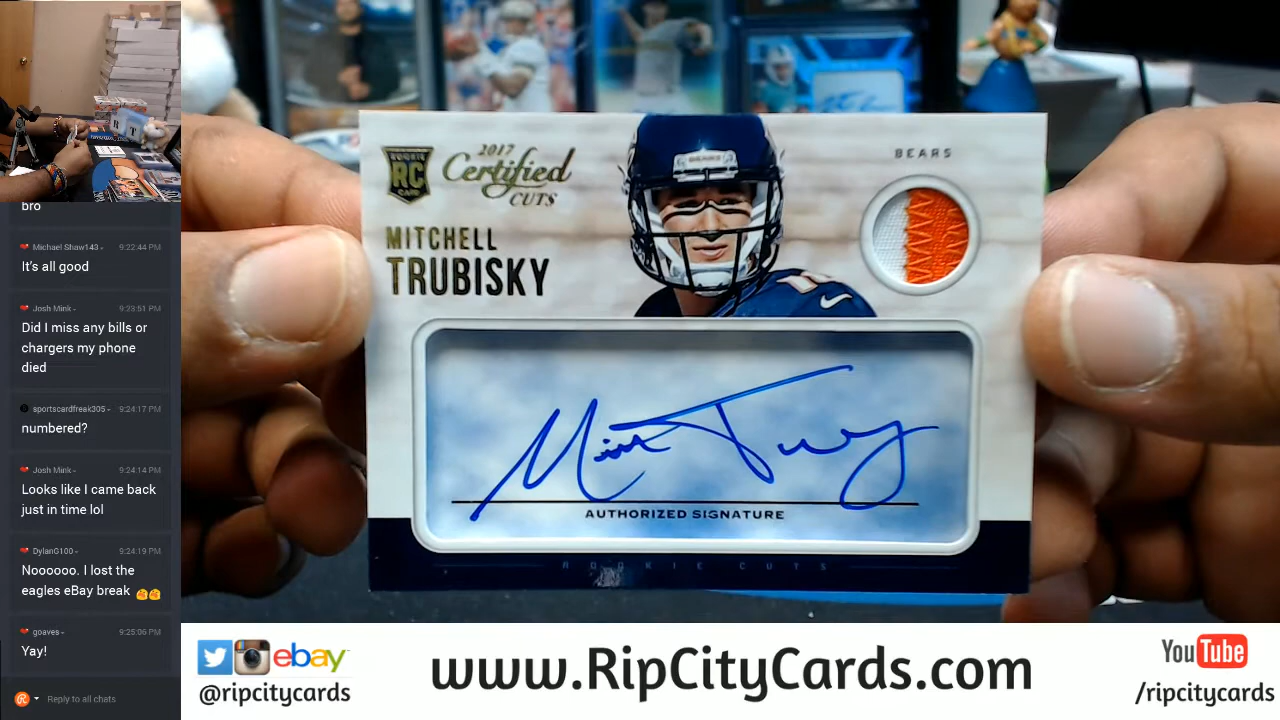 bro
Michael Shaw143 - 9:22:44 PM
It's all good
Josh Mink - 9:23:51 PM
Did I miss any bills or
chargers my phone
died
sportscardfreak305 - 9:24:17 PM
numbered?
Josh Mink - 9:24:14 PM
Looks like I came back
just in time lol
DylanG100 - 9:24:19 PM
Noooooo. I lost the
eagles eBay break
goaves - 9:25:06 PM
Yay!
Reply to all chats
ROOKIE
RC
CARD
2017
Certified
CUTS
MITCHELL
TRUBISKY
BEARS
BEARS
AUTHORIZED SIGNATURE
ROOKIE CUTS
ebay
@ripcitycards
www.RipCityCards.com
YouTube
/ripcitycards